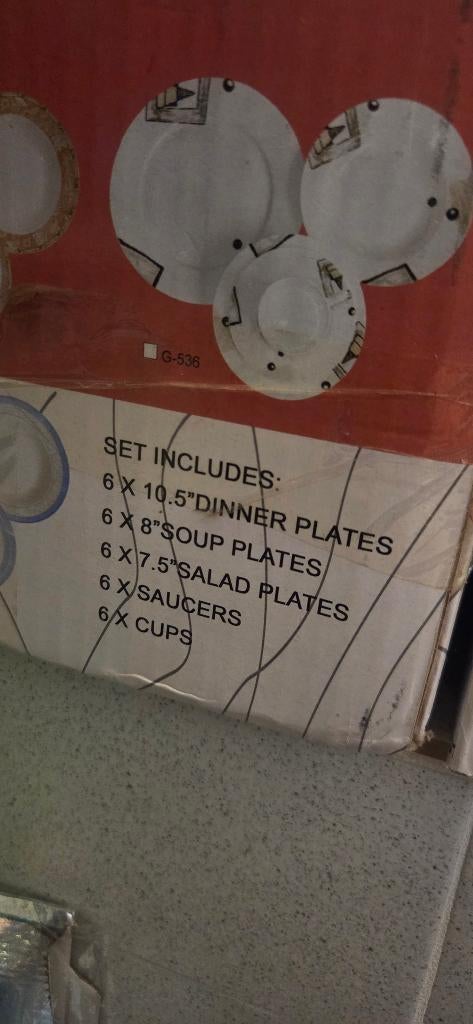 G-536
SET INCLUDES:
6 X 10.5"DINNER PLATES
6 X 8"SOUP PLATES
6 X 7.5"SALAD PLATES
6 X SAUCERS
6 X CUPS